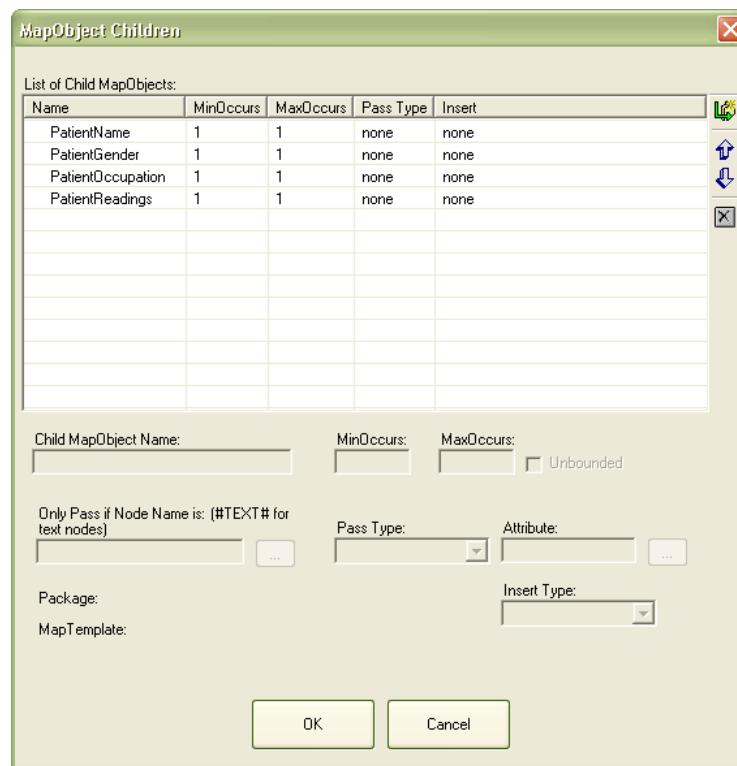 MapObject Children
List of Child MapObjects:
Name MinOccurs MaxOccurs Pass Type Insert
PatientName 1 1 none none
PatientGender 1 1 none none
PatientOccupation 1 1 none none
PatientReadings 1 1 none none
Child MapObject Name: MinOccurs: MaxOccurs:
Unbounded
Only Pass if Node Name is: (#TEXT# for
text nodes) Pass Type: Attribute:
... ...
Package: Insert Type:
MapTemplate:
OK Cancel